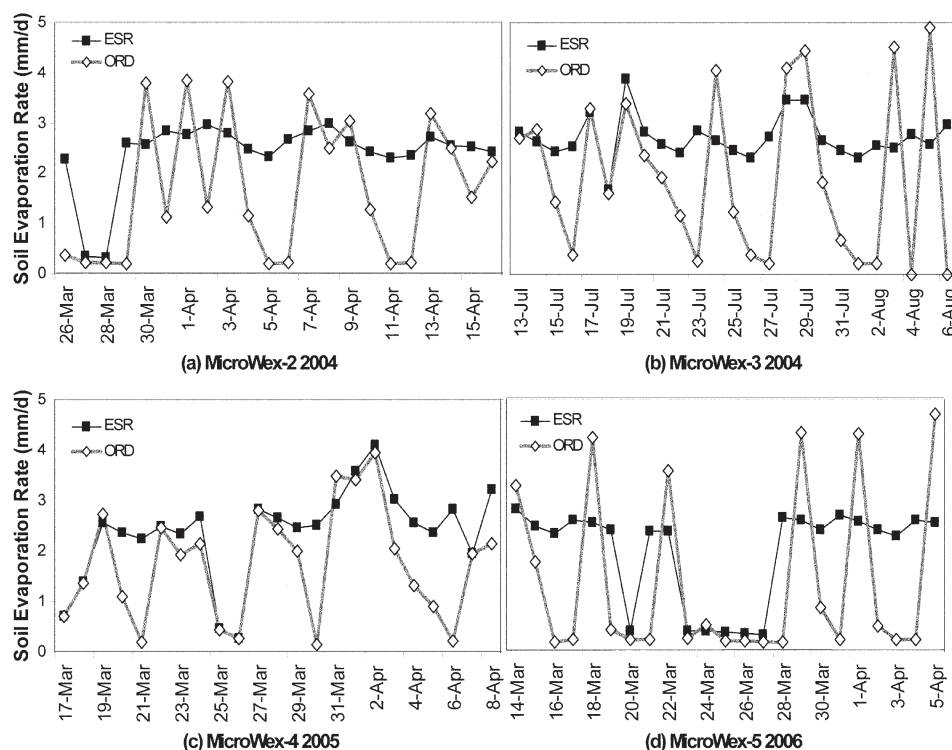 Soil Evaporation Rate (mm/d)
5
4
3
2
1
0
ESR
ORD
26-Mar
28-Mar
30-Mar
1-Apr
3-Apr
5-Apr
7-Apr
9-Apr
11-Apr
13-Apr
15-Apr
(a) MicroWex-2 2004
ESR
ORD
13-Jul
15-Jul
17-Jul
19-Jul
21-Jul
23-Jul
25-Jul
27-Jul
29-Jul
31-Jul
2-Aug
4-Aug
6-Aug
(b) MicroWex-3 2004
Soil Evaporation Rate (mm/d)
5
4
3
2
1
0
ESR
ORD
17-Mar
19-Mar
21-Mar
23-Mar
25-Mar
27-Mar
29-Mar
31-Mar
2-Apr
4-Apr
6-Apr
8-Apr
(c) MicroWex-4 2005
ESR
ORD
14-Mar
16-Mar
18-Mar
20-Mar
22-Mar
24-Mar
26-Mar
28-Mar
30-Mar
1-Apr
3-Apr
5-Apr
(d) MicroWex-5 2006